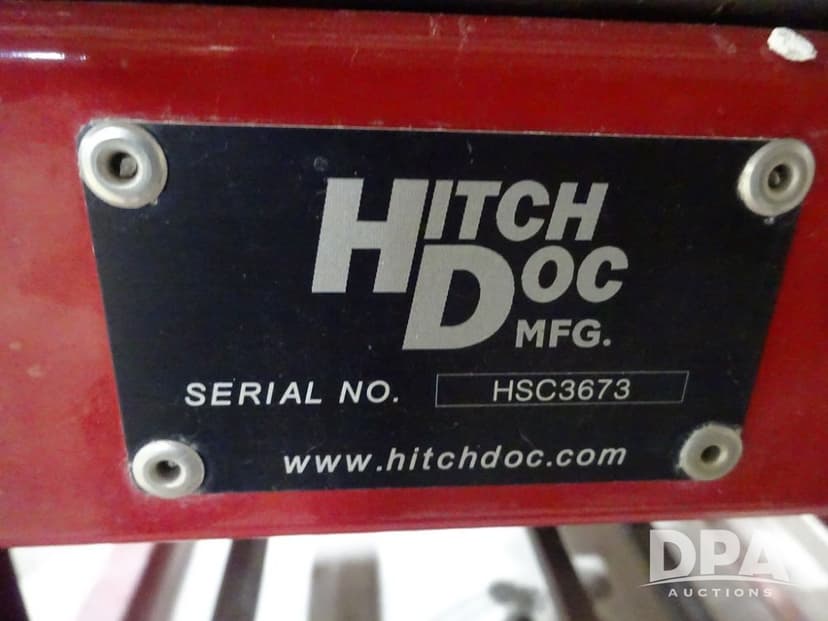 HITCH
DOC
MFG.
SERIAL NO. HSC3673
www.hitchdoc.com
DPA
AUCTIONS